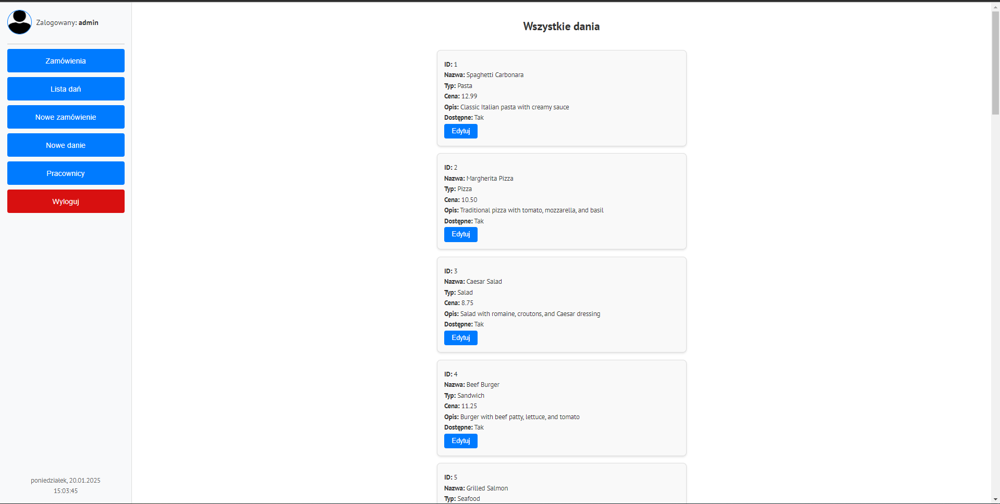 Zalogowany: admin
Zamówienia
Lista dań
Nowe zamówienie
Nowe danie
Pracownicy
Wyloguj
poniedziałek, 20.01.2025
15:03:45
Wszystkie dania
ID: 1
Nazwa: Spaghetti Carbonara
Typ: Pasta
Cena: 12.99
Opis: Classic Italian pasta with creamy sauce
Dostępne: Tak
Edytuj
ID: 2
Nazwa: Margherita Pizza
Typ: Pizza
Cena: 10.50
Opis: Traditional pizza with tomato, mozzarella, and basil
Dostępne: Tak
Edytuj
ID: 3
Nazwa: Caesar Salad
Typ: Salad
Cena: 8.75
Opis: Salad with romaine, croutons, and Caesar dressing
Dostępne: Tak
Edytuj
ID: 4
Nazwa: Beef Burger
Typ: Sandwich
Cena: 11.25
Opis: Burger with beef patty, lettuce, and tomato
Dostępne: Tak
Edytuj
ID: 5
Nazwa: Grilled Salmon
Typ: Seafood